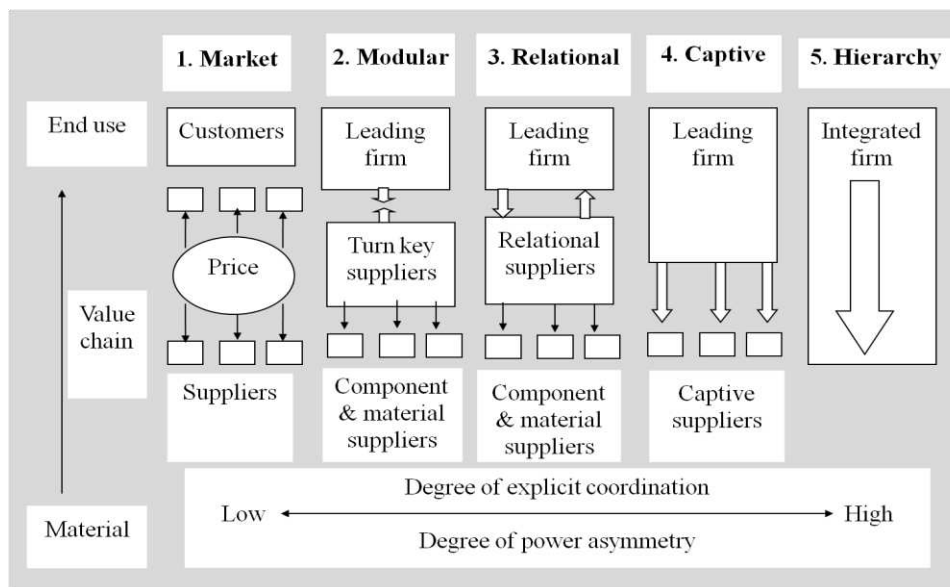 1. Market
2. Modular
3. Relational
4. Captive
5. Hierarchy
End use
Customers
Leading
firm
Leading
firm
Leading
firm
Integrated
firm
Price
Turn key
suppliers
Relational
suppliers
Value
chain
Suppliers
Component
& material
suppliers
Component
& material
suppliers
Captive
suppliers
Material
Degree of explicit coordination
Low
High
Degree of power asymmetry